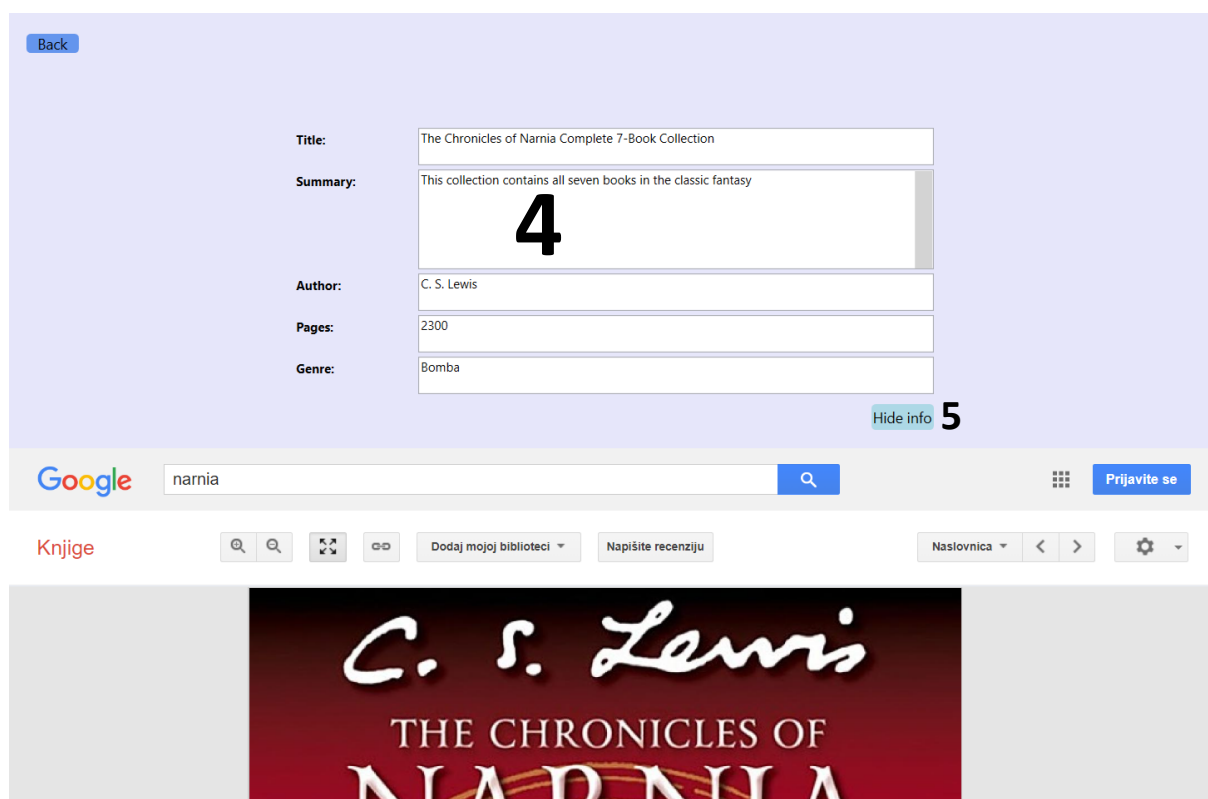 Back
Title: The Chronicles of Narnia Complete 7-Book Collection
Summary: This collection contains all seven books in the classic fantasy
4
Author: C. S. Lewis
Pages: 2300
Genre: Bomba
Hide info 5
Google narnia Prijavite se
Knjige Dodaj mojoj biblioteci Napišite recenziju Naslovnica
C. S. Lewis
THE CHRONICLES OF
NARNIA